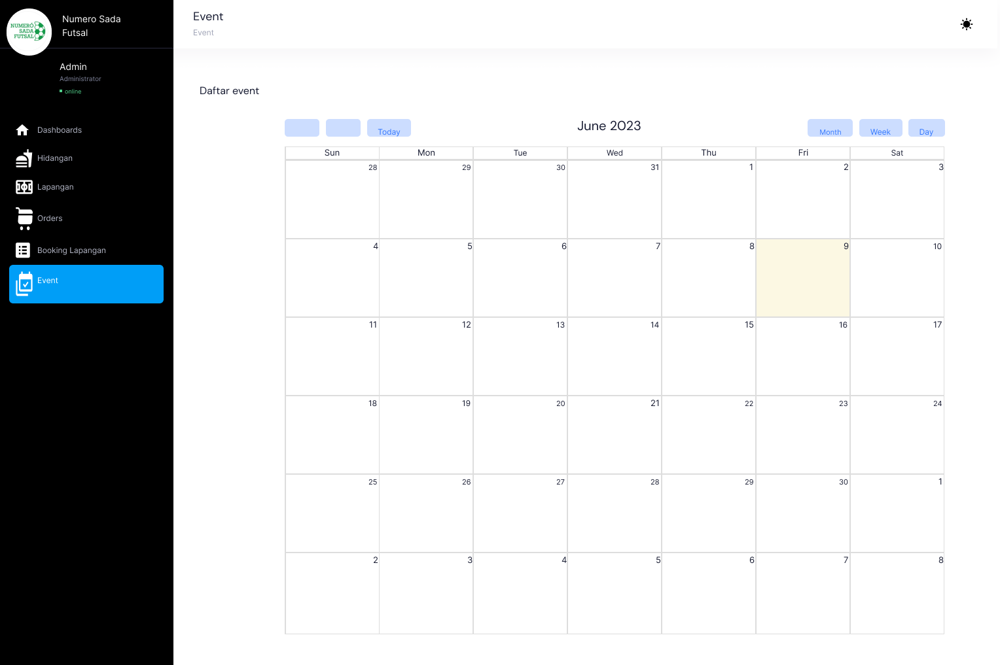 NUMERO
SADA
FUTSAL
Numero Sada
Futsal
Admin
Administrator
online
Dashboards
Hidangan
Lapangan
Orders
Booking Lapangan
Event
Event
Event
Daftar event
Today
June 2023
Month Week Day
Sun Mon Tue Wed Thu Fri Sat
28 29 30 31 1 2 3
4 5 6 7 8 9 10
11 12 13 14 15 16 17
18 19 20 21 22 23 24
25 26 27 28 29 30 1
2 3 4 5 6 7 8